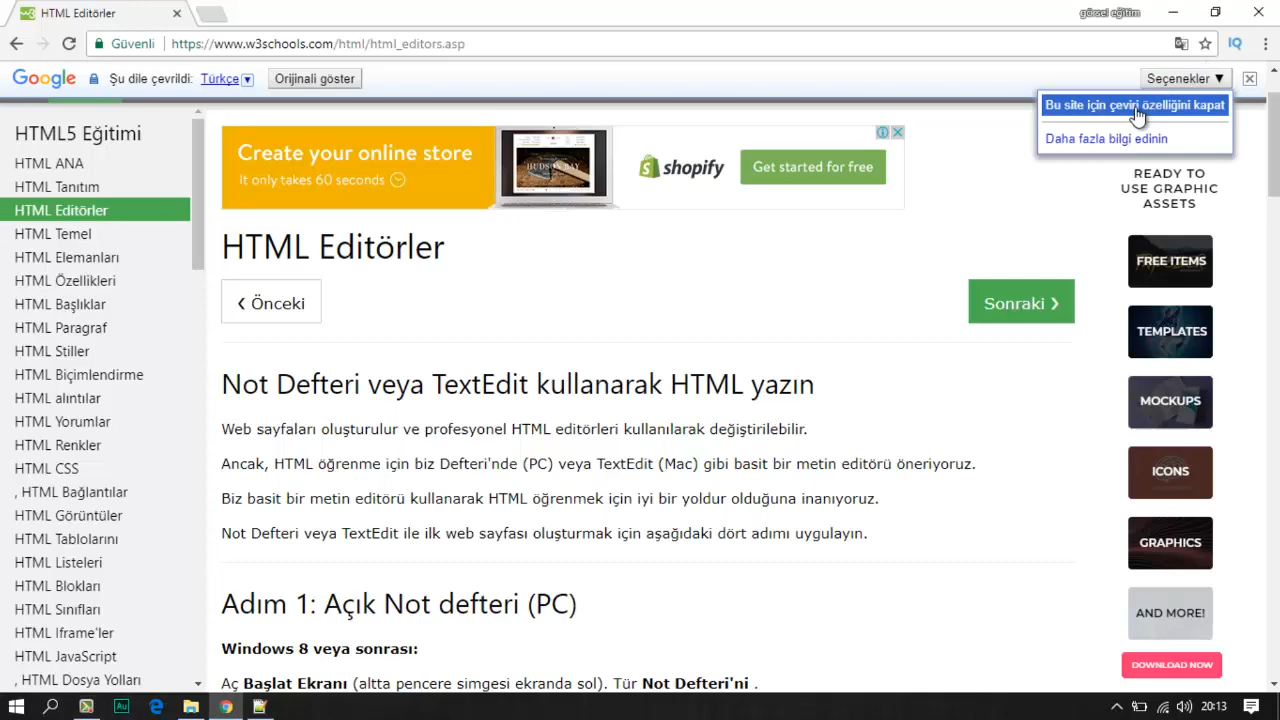 HTML Editörler
görsel eğitim
Güvenli
https://www.w3schools.com/html/html_editors.asp
IQ
Google
Şu dile çevrildi: Türkçe
Orijinali göster
Seçenekler ▼
Bu site için çeviri özelliğini kapat
Daha fazla bilgi edinin
HTML5 Eğitimi
HTML ANA
HTML Tanıtım
HTML Editörler
HTML Temel
HTML Elemanları
HTML Özellikleri
HTML Başlıklar
HTML Paragraf
HTML Stiller
HTML Biçimlendirme
HTML alıntılar
HTML Yorumlar
HTML Renkler
HTML CSS
, HTML Bağlantılar
HTML Görüntüler
HTML Tablolarını
HTML Listeleri
HTML Blokları
HTML Sınıfları
HTML Iframe'ler
HTML JavaScript
, HTML Dosya Yolları
Create your online store
It only takes 60 seconds
HUDSON BAY
shopify
Get started for free
HTML Editörler
❮ Önceki
Sonraki ❯
Not Defteri veya TextEdit kullanarak HTML yazın
Web sayfaları oluşturulur ve profesyonel HTML editörleri kullanılarak değiştirilebilir.
Ancak, HTML öğrenme için biz Defteri'nde (PC) veya TextEdit (Mac) gibi basit bir metin editörü öneriyoruz.
Biz basit bir metin editörü kullanarak HTML öğrenmek için iyi bir yoldur olduğuna inanıyoruz.
Not Defteri veya TextEdit ile ilk web sayfası oluşturmak için aşağıdaki dört adımı uygulayın.
Adım 1: Açık Not defteri (PC)
Windows 8 veya sonrası:
Aç Başlat Ekranı (altta pencere simgesi ekranda sol). Tür Not Defteri'ni .
READY TO
USE GRAPHIC
ASSETS
FREE ITEMS
TEMPLATES
MOCKUPS
ICONS
GRAPHICS
AND MORE!
DOWNLOAD NOW
Au
20:13